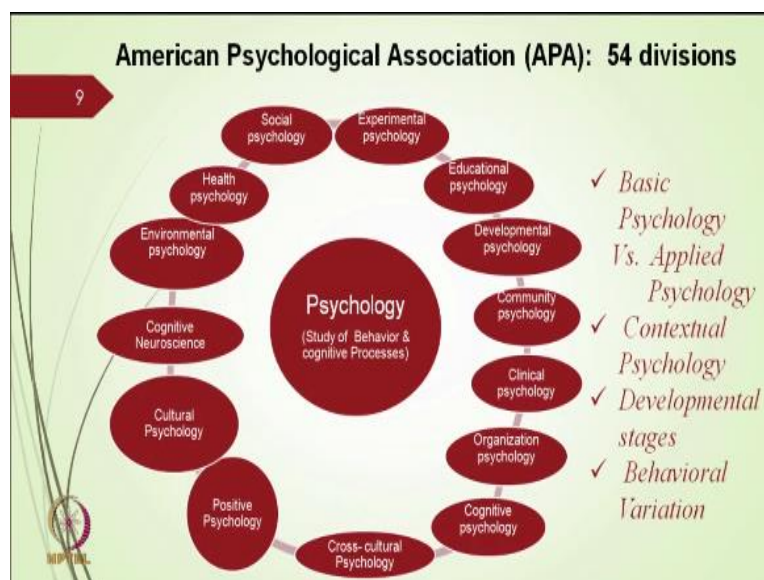 American Psychological Association (APA): 54 divisions
9
Social
psychology
Experimental
psychology
Educational
psychology
Developmental
psychology
Community
psychology
Clinical
psychology
Organization
psychology
Cognitive
psychology
Cross- cultural
Psychology
Positive
Psychology
Cultural
Psychology
Cognitive
Neuroscience
Environmental
psychology
Health
psychology
Psychology
(Study of Behavior &
cognitive Processes)
✓ Basic
Psychology
Vs. Applied
Psychology
✓ Contextual
Psychology
✓ Developmental
stages
✓ Behavioral
Variation
NPTEL